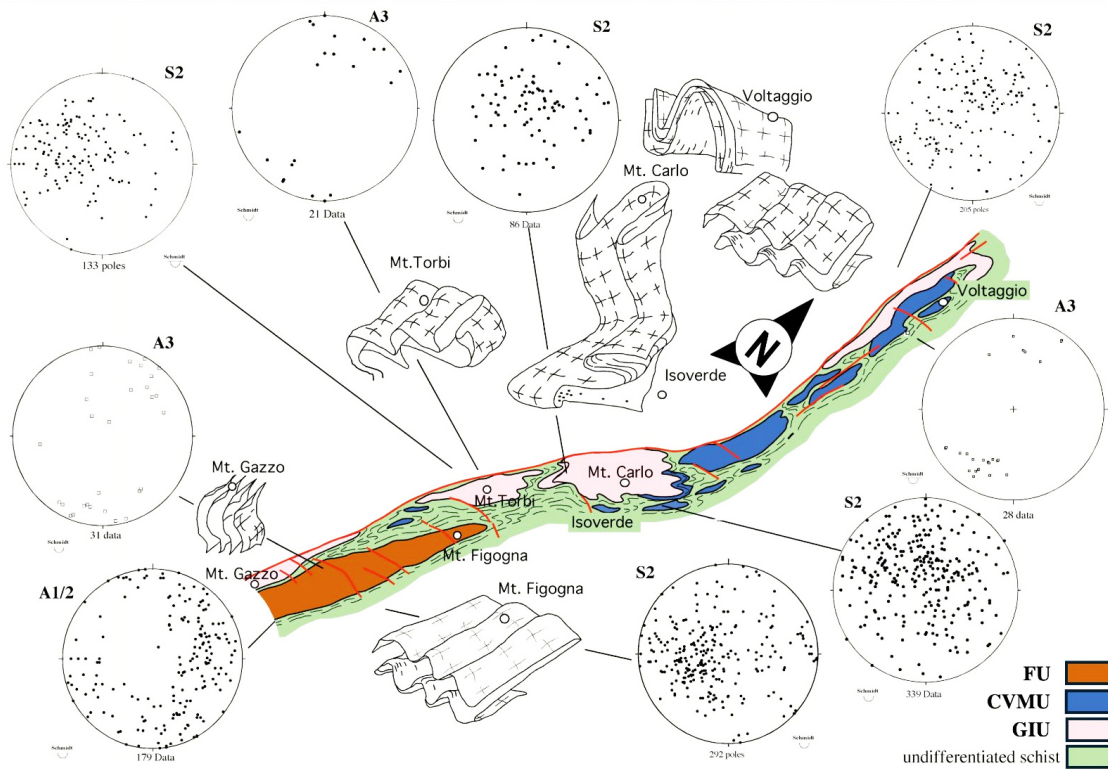 A3
S2
S2
S2
Voltaggio
Mt. Carlo
Schmidt
21 Data
Schmidt
86 Data
Schmidt
205 poles
133 poles
Schmidt
Mt.Torbi
N
Voltaggio
A3
A3
Isoverde
Mt. Carlo
Mt. Gazzo
Mt.Torbi
Schmidt
28 data
S2
Isoverde
31 data
Schmidt
Mt. Figogna
Mt. Gazzo
A1/2
Mt. Figogna
S2
FU
Schmidt
339 Data
CVMU
GIU
Schmidt
179 Data
292 poles
Schmidt
undifferentiated schist